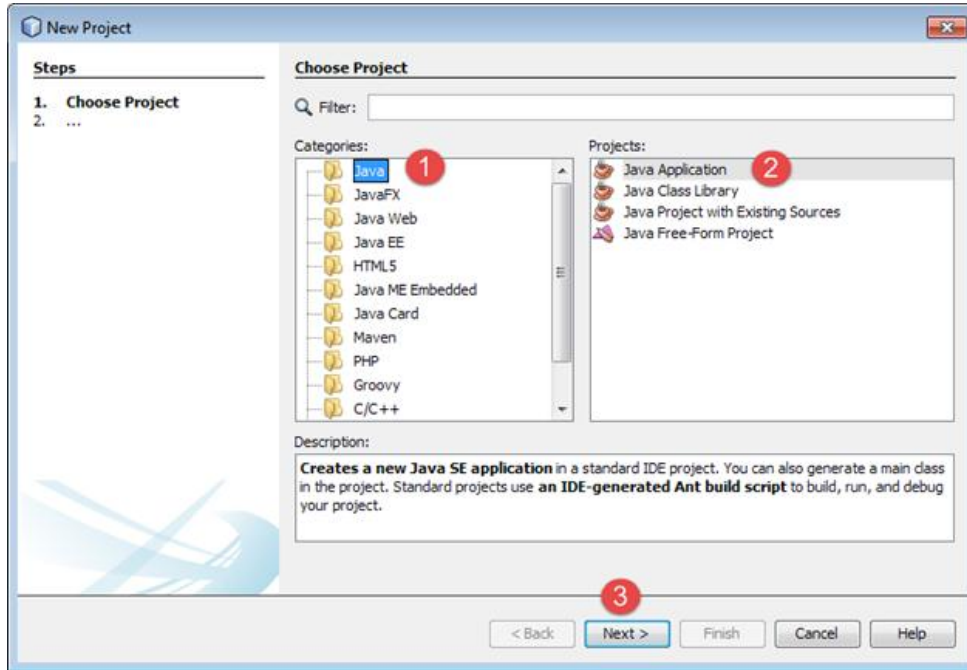 New Project
Steps
1. Choose Project
2. ...
Choose Project
Filter:
Categories:
Java
JavaFX
Java Web
Java EE
HTML5
Java ME Embedded
Java Card
Maven
PHP
Groovy
C/C++
1
Projects:
Java Application
Java Class Library
Java Project with Existing Sources
Java Free-Form Project
2
Description:
Creates a new Java SE application in a standard IDE project. You can also generate a main class
in the project. Standard projects use an IDE-generated Ant build script to build, run, and debug
your project.
3
< Back
Next >
Finish
Cancel
Help